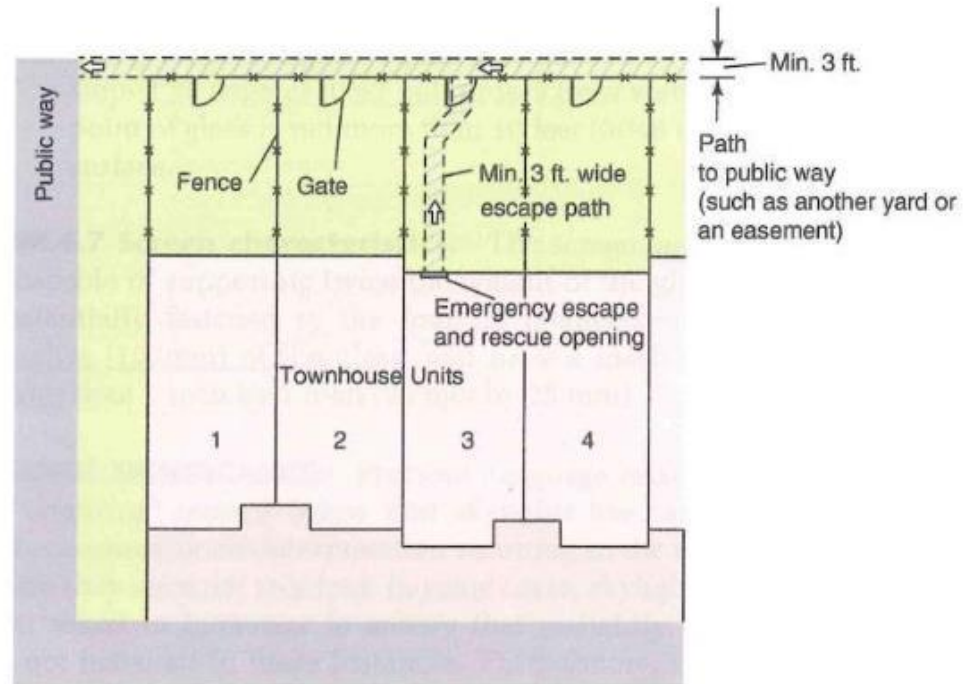 Min. 3 ft.
Path
to public way
(such as another yard or
an easement)
Public way
Fence
Gate
Min. 3 ft. wide
escape path
Emergency escape
and rescue opening
Townhouse Units
1
2
3
4